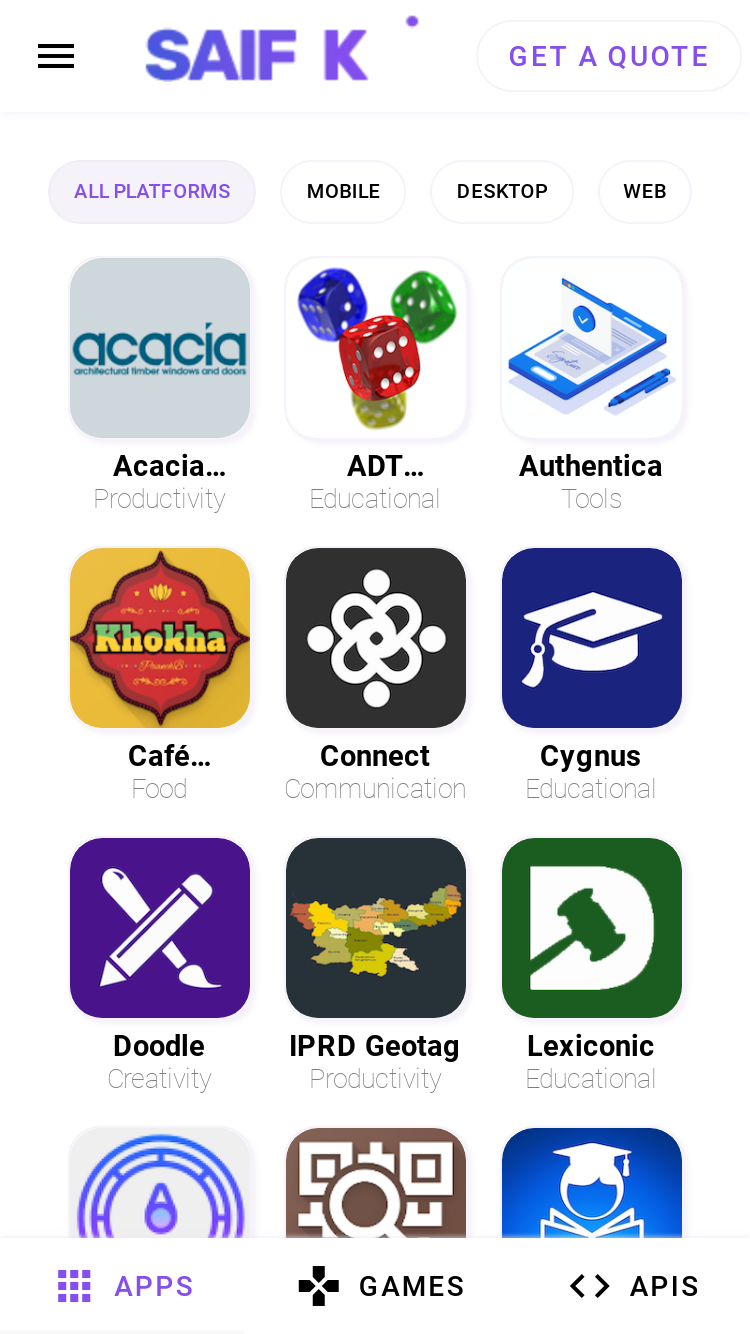 SAIF K
GET A QUOTE
ALL PLATFORMS
MOBILE
DESKTOP
WEB
acacía
architectural timber windows and doors
Acacia...
Productivity
ADT...
Educational
Authentica
Tools
Khokha
Café...
Food
Connect
Communication
Cygnus
Educational
Doodle
Creativity
IPRD Geotag
Productivity
Lexiconic
Educational
APPS
GAMES
APIS